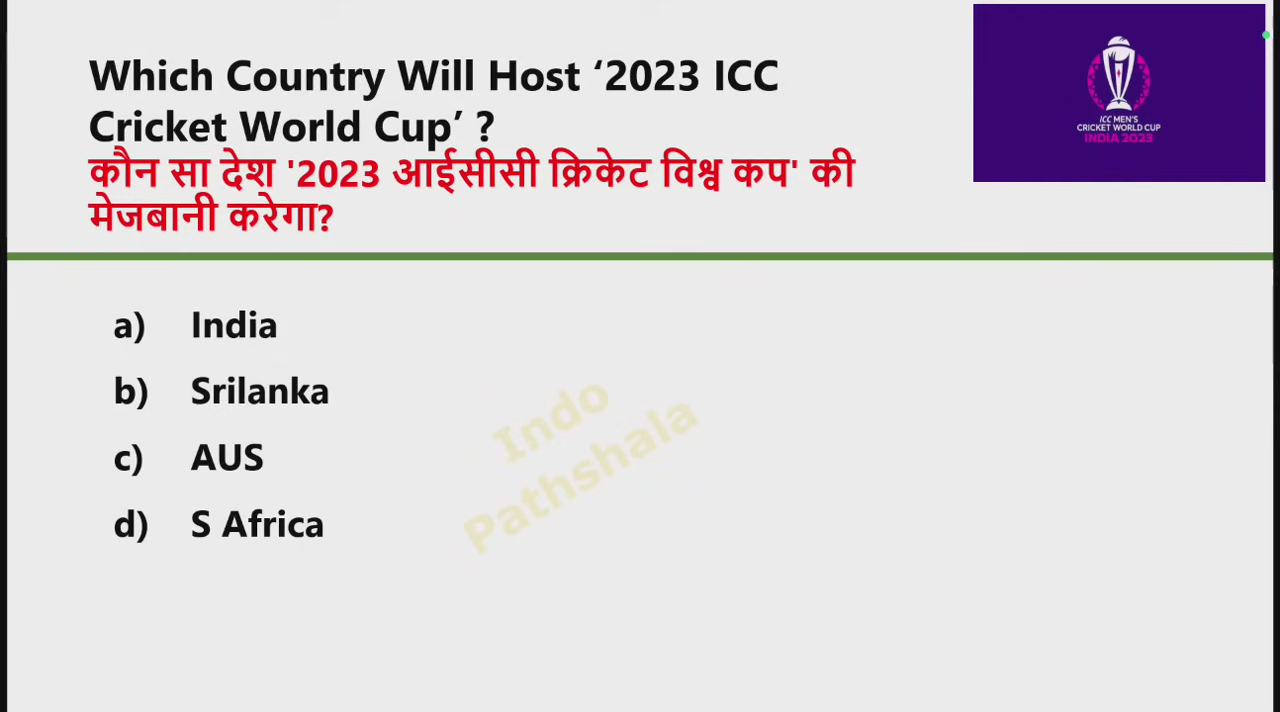 Which Country Will Host ‘2023 ICC
Cricket World Cup’ ?
कौन सा देश '2023 आईसीसी क्रिकेट विश्व कप' की
मेजबानी करेगा?
ICC MEN'S
CRICKET WORLD CUP
INDIA 2023
a) India
b) Srilanka
c) AUS
d) S Africa
Indo
Pathshala